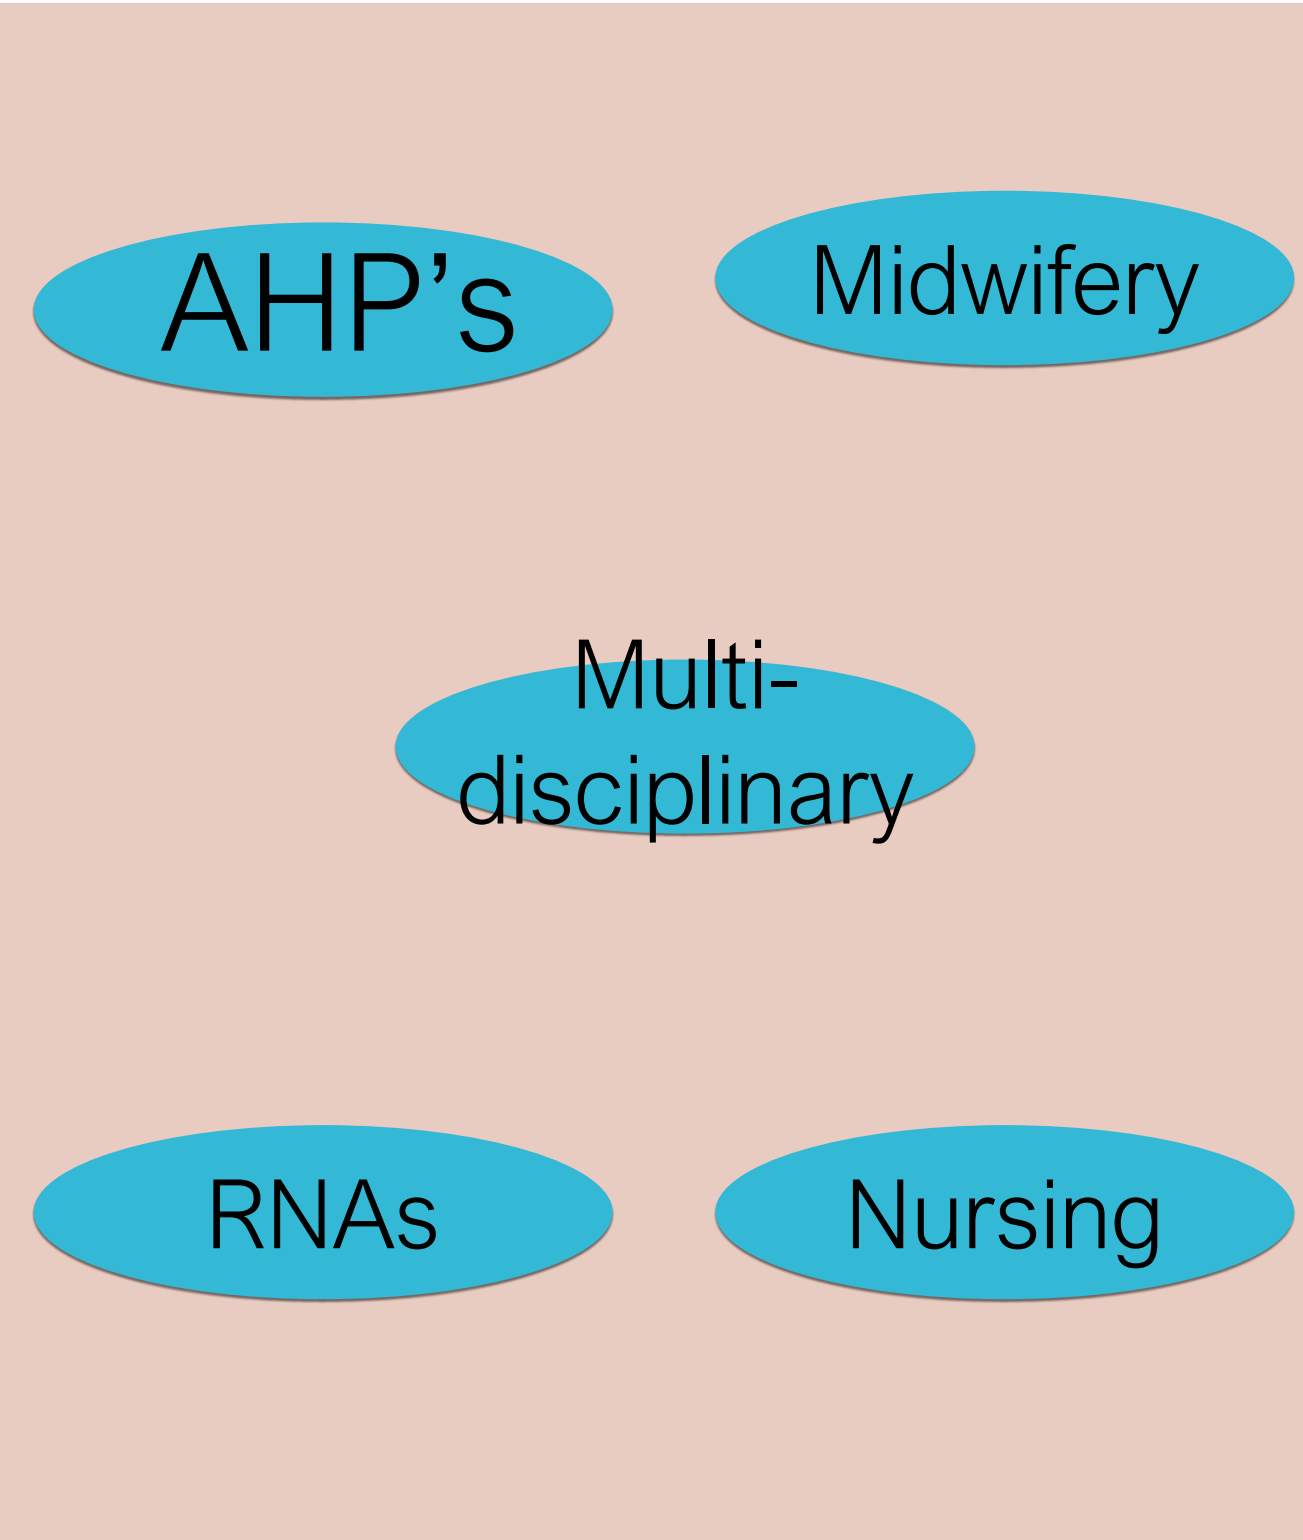 AHP’s
Midwifery
Multi-
disciplinary
RNAs
Nursing